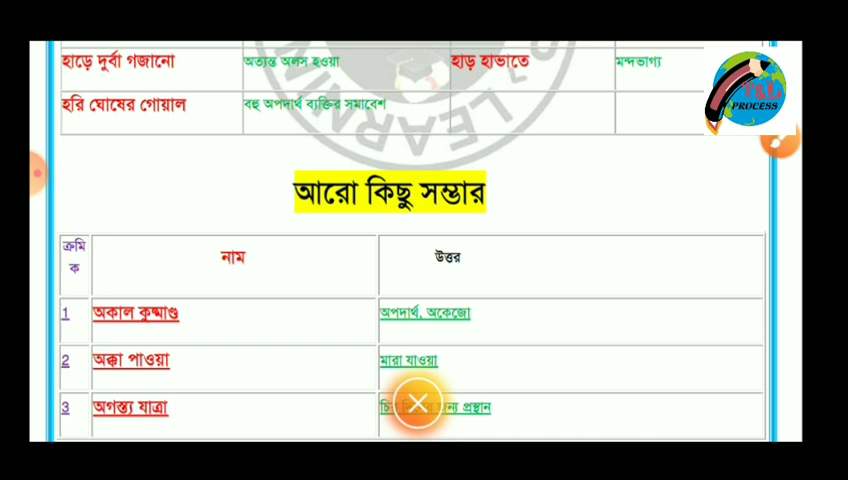 হাড়ে দুর্বা গজানো অত্যন্ত অলস হওয়া হাড় হাভাতে মন্দভাগ্য
হরি ঘোষের গোয়াল বহু অপদার্থ ব্যক্তির সমাবেশ
LEARNIN
T&L
PROCESS
আরো কিছু সম্ভার
ক্রমি
ক
নাম উত্তর
1 অকাল কুষ্মাণ্ড অপদার্থ, অকেজো
2 অক্কা পাওয়া মারা যাওয়া
3 অগস্ত্য যাত্রা প্রস্থান